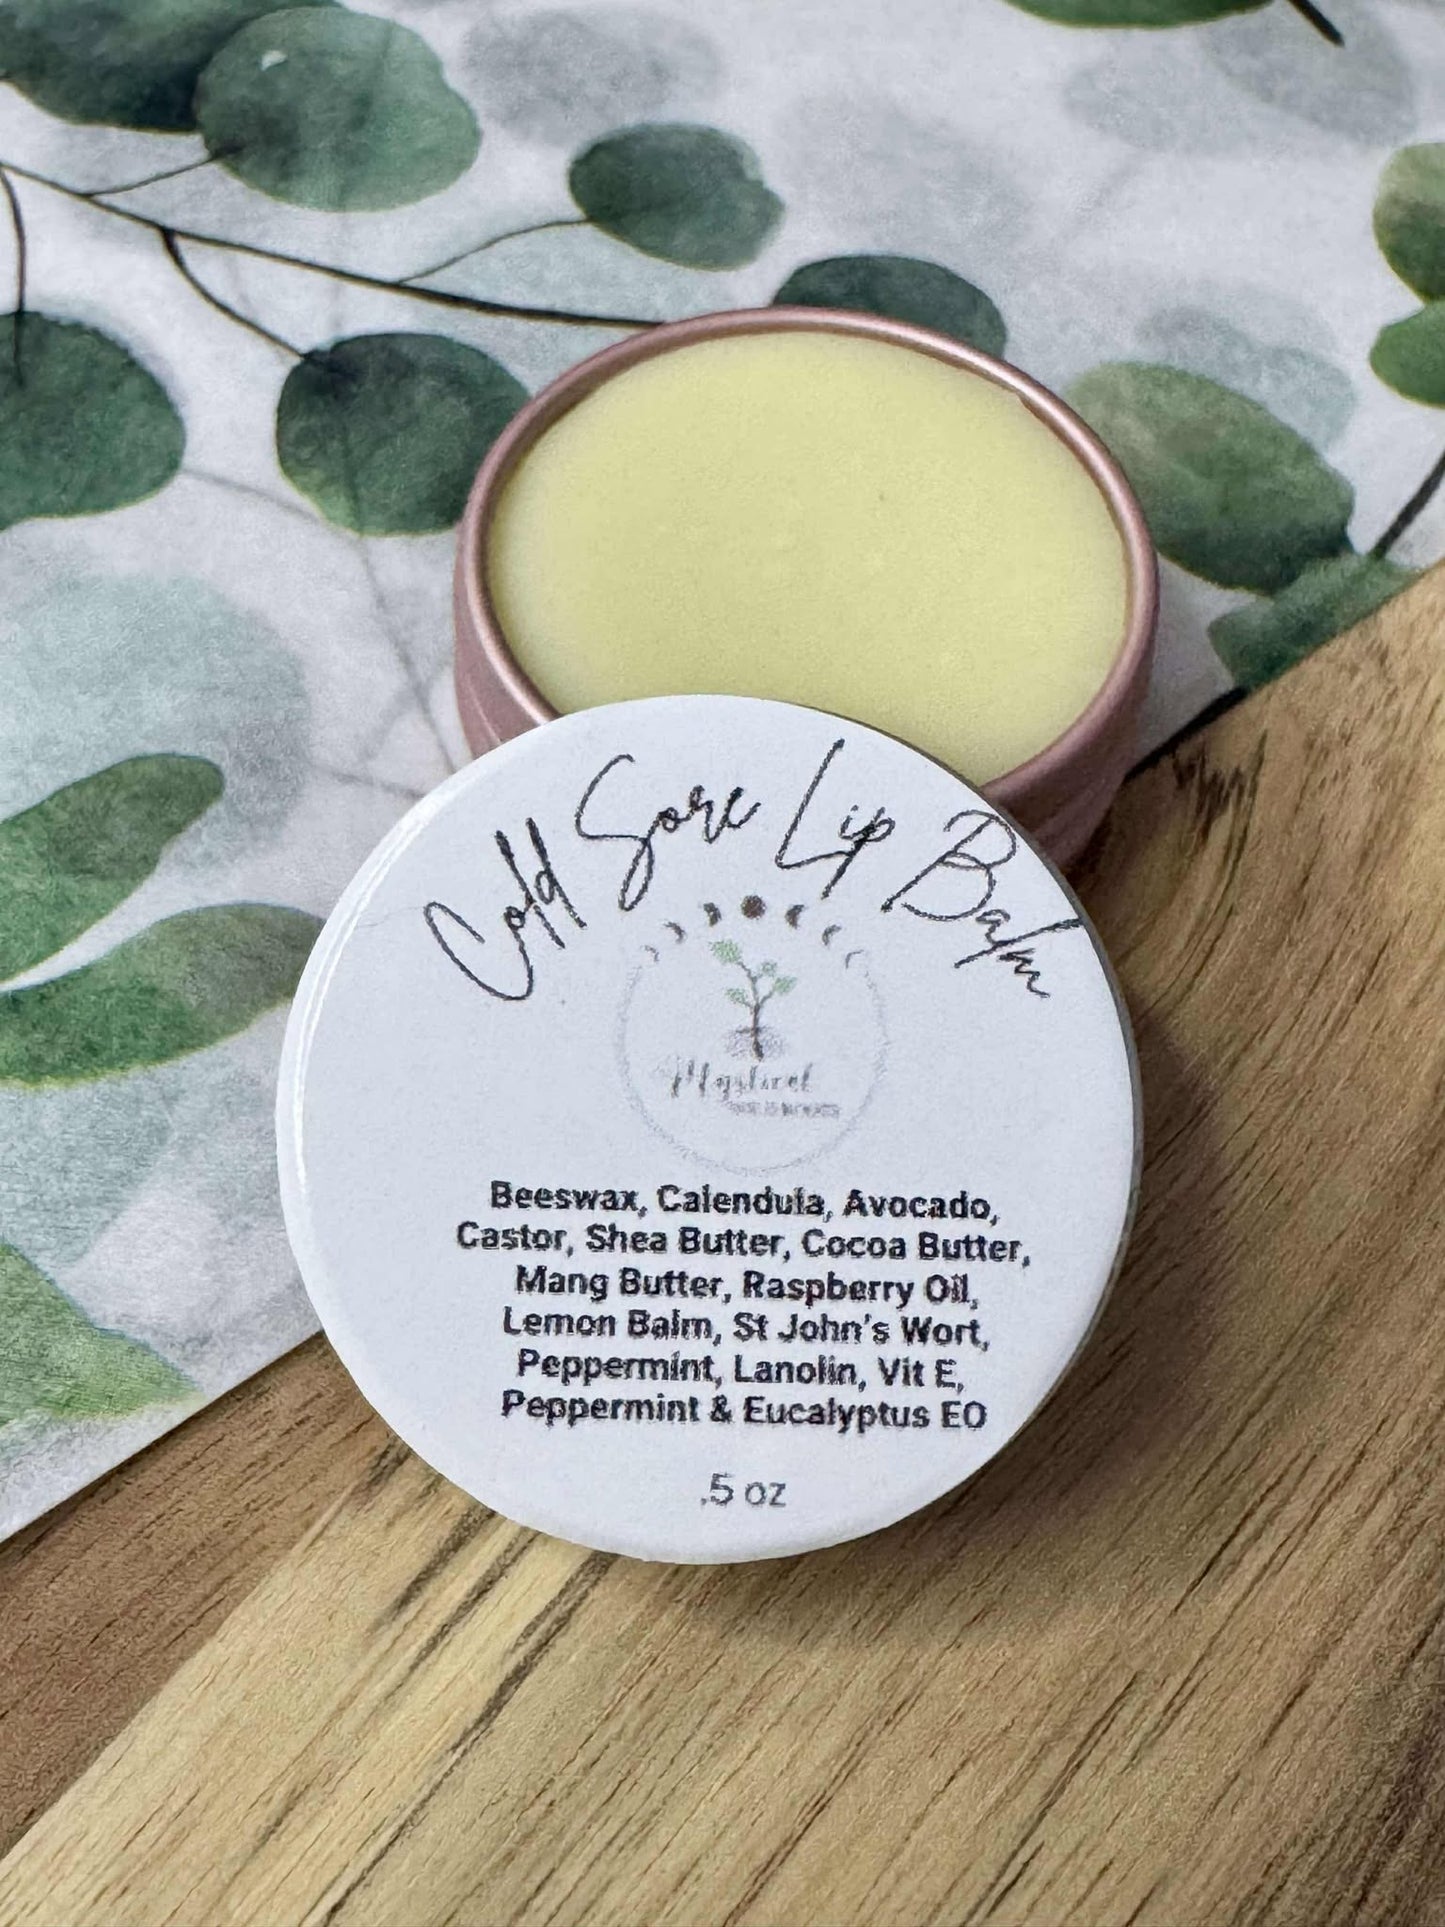 Cold Sore Lip Balm
Mystical
Beeswax, Calendula, Avocado,
Castor, Shea Butter, Cocoa Butter,
Mang Butter, Raspberry Oil,
Lemon Balm, St John's Wort,
Peppermint, Lanolin, Vit E,
Peppermint & Eucalyptus EO
.5 oz